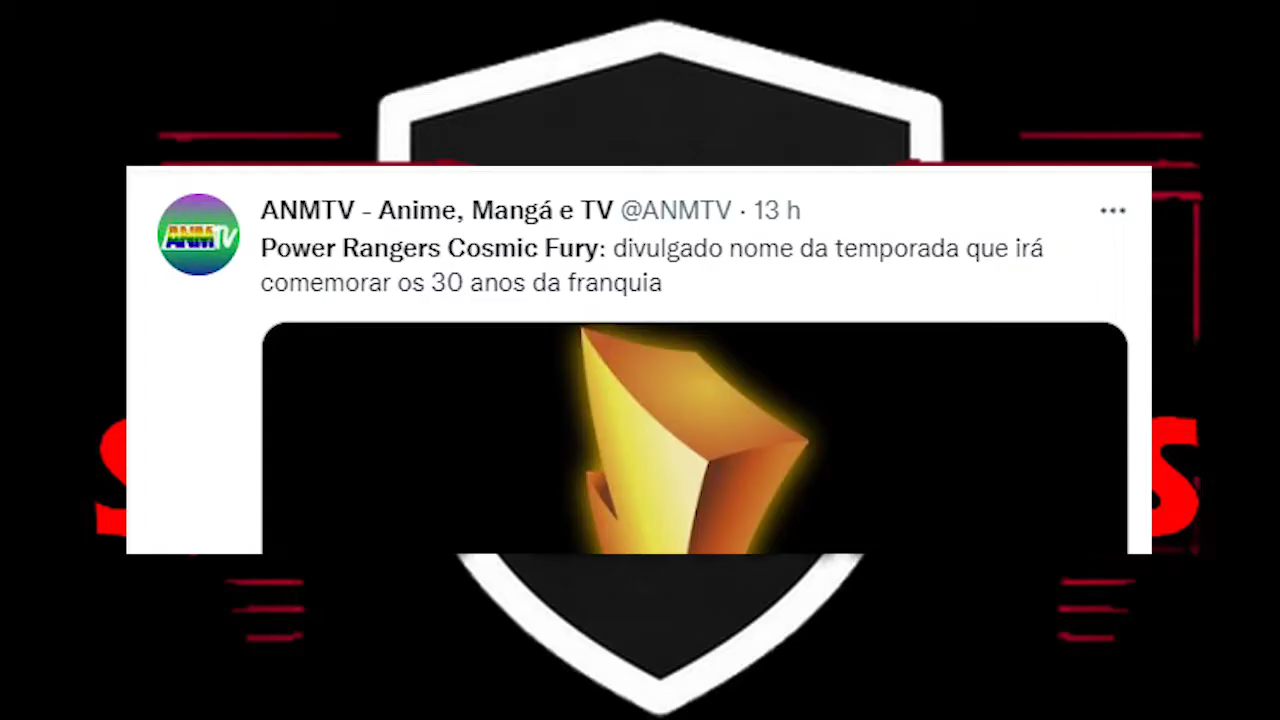 ANMTV - Anime, Mangá e TV @ANMTV · 13 h
ANMTV
Power Rangers Cosmic Fury: divulgado nome da temporada que irá
comemorar os 30 anos da franquia
S S